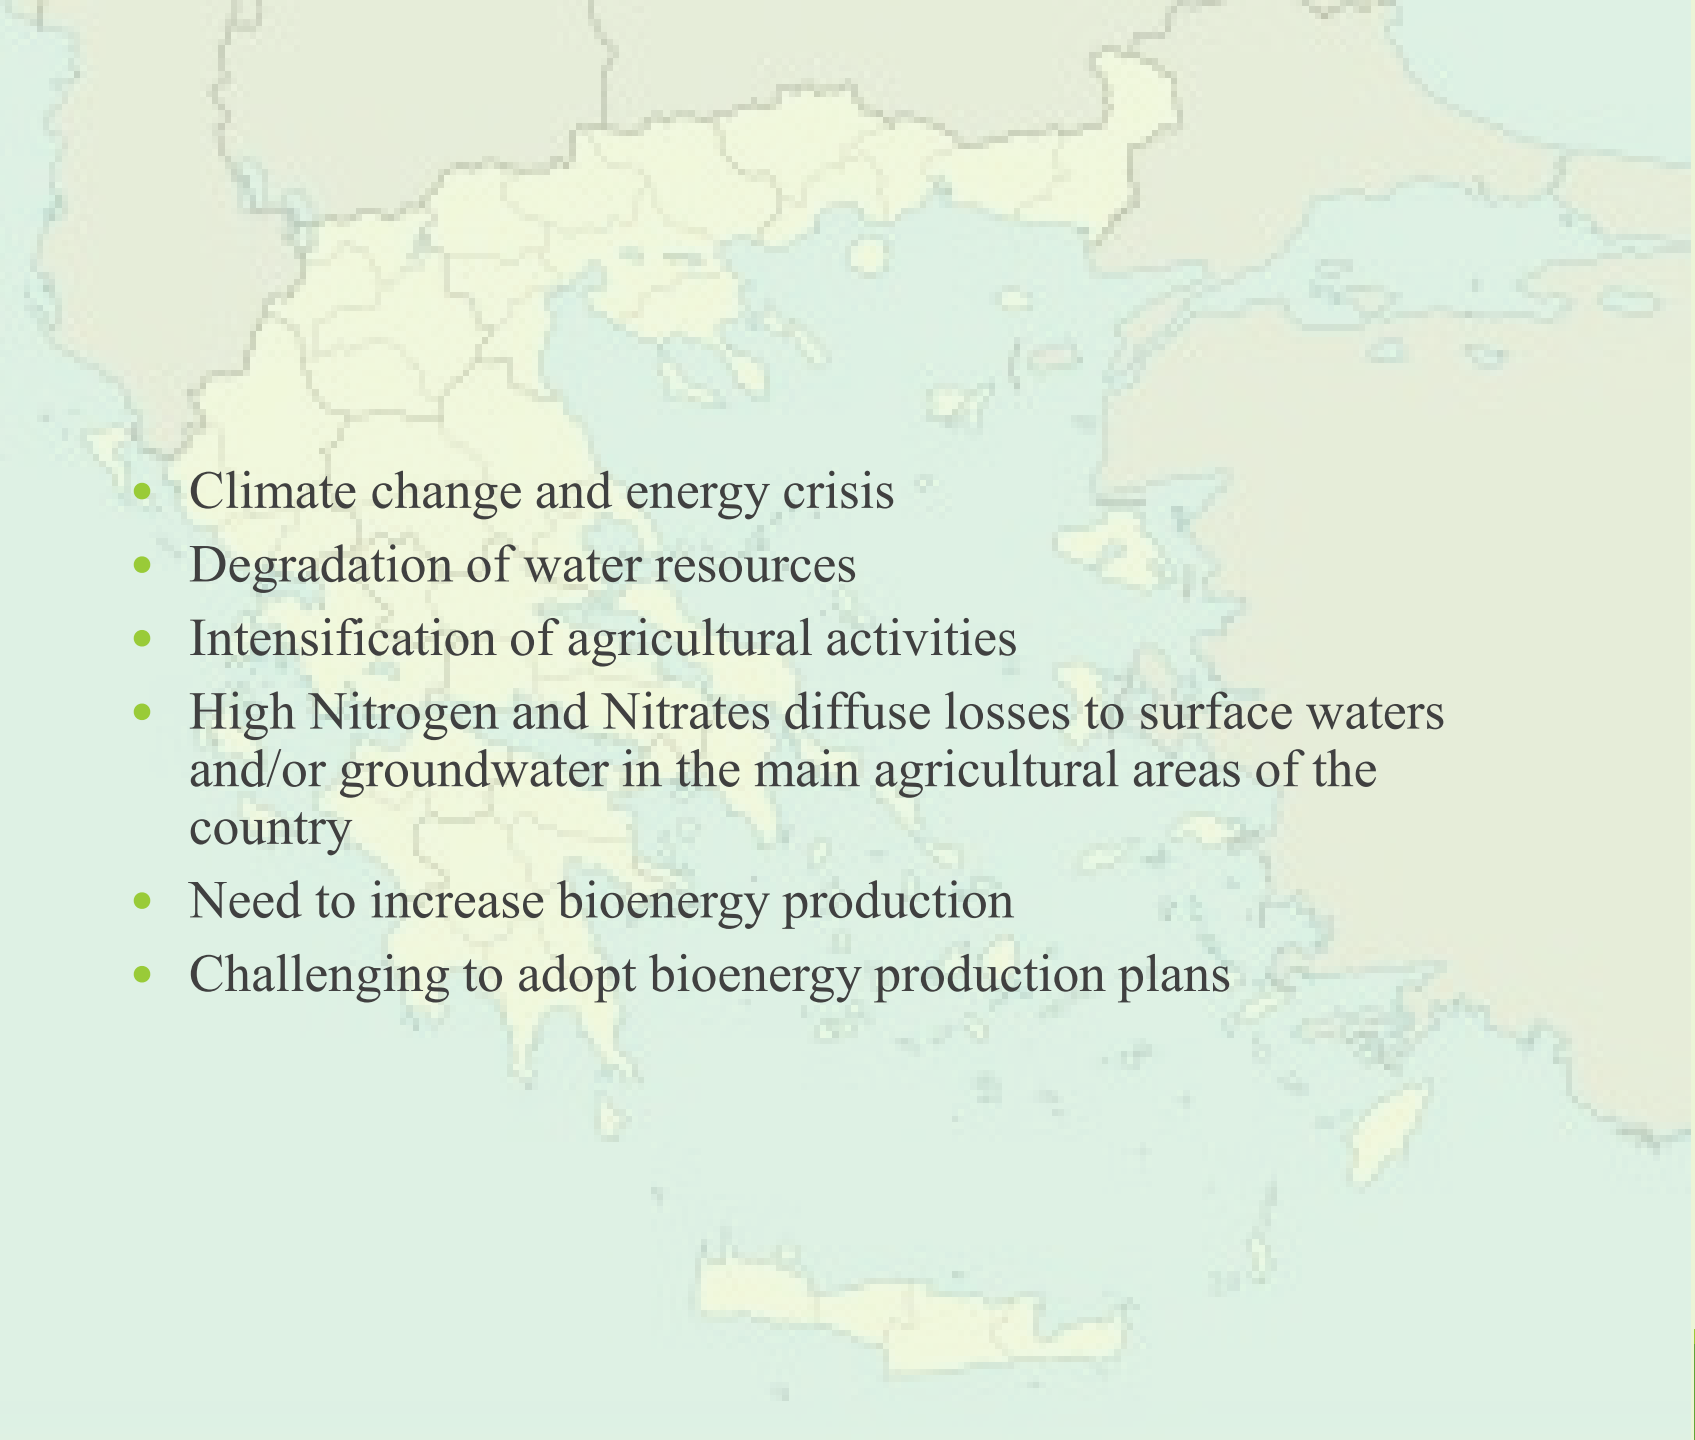 • Climate change and energy crisis
• Degradation of water resources
• Intensification of agricultural activities
• High Nitrogen and Nitrates diffuse losses to surface waters
and/or groundwater in the main agricultural areas of the
country
• Need to increase bioenergy production
• Challenging to adopt bioenergy production plans